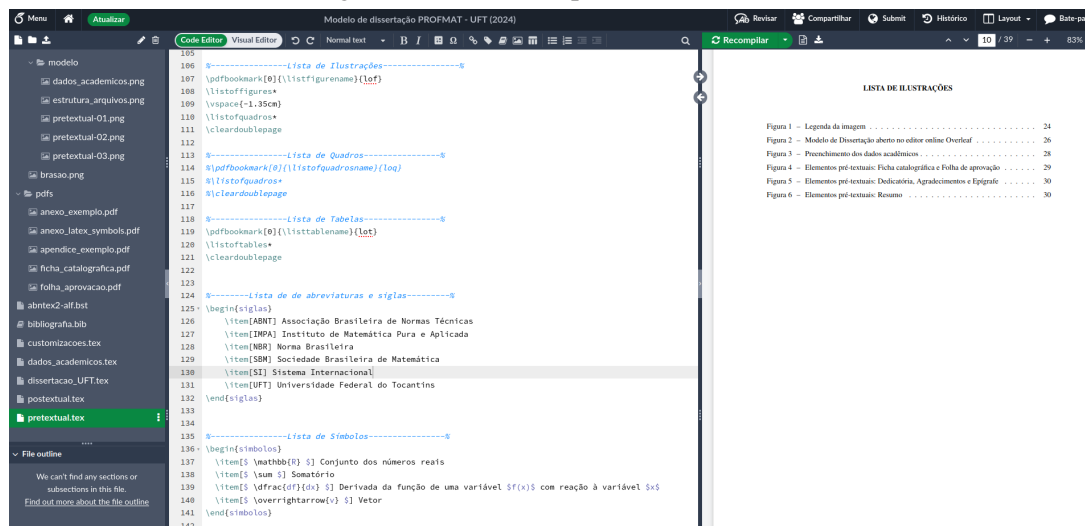 Menu
Atualizar
Modelo de dissertação PROFMAT - UFT (2024)
Revisar
Compartilhar
Submit
Histórico
Layout
Bate-pa
Code Editor
Visual Editor
Normal text
B I
Ω
Recompilar
10 / 39
83%
modelo
dados_academicos.png
estrutura_arquivos.png
pretextual-01.png
pretextual-02.png
pretextual-03.png
brasao.png
pdfs
anexo_exemplo.pdf
anexo_latex_symbols.pdf
apendice_exemplo.pdf
ficha_catalografica.pdf
folha_aprovacao.pdf
abntex2-alf.bst
bibliografia.bib
customizacoes.tex
dados_academicos.tex
dissertacao_UFT.tex
postextual.tex
pretextual.tex
File outline
We can't find any sections or
subsections in this file.
Find out more about the file outline
105
106 %----------------Lista de Ilustrações----------------%
107 \pdfbookmark[0]{\listfigurename}{lof}
108 \listoffigures*
109 \vspace{-1.35cm}
110 \listofquadros*
111 \cleardoublepage
112
113 %----------------Lista de Quadros----------------%
114 %\pdfbookmark[0]{\listofquadrosname}{loq}
115 %\listofquadros*
116 %\cleardoublepage
117
118 %----------------Lista de Tabelas----------------%
119 \pdfbookmark[0]{\listtablename}{lot}
120 \listoftables*
121 \cleardoublepage
122
123
124 %--------Lista de de abreviaturas e siglas---------%
125 \begin{siglas}
126 \item[ABNT] Associação Brasileira de Normas Técnicas
127 \item[IMPA] Instituto de Matemática Pura e Aplicada
128 \item[NBR] Norma Brasileira
129 \item[SBM] Sociedade Brasileira de Matemática
130 \item[SI] Sistema Internacional
131 \item[UFT] Universidade Federal do Tocantins
132 \end{siglas}
133
134
135 %----------------Lista de Símbolos----------------%
136 \begin{simbolos}
137 \item[$ \mathbb{R} $] Conjunto dos números reais
138 \item[$ \sum $] Somatório
139 \item[$ \dfrac{df}{dx} $] Derivada da função de uma variável $f(x)$ com reação à variável $x$
140 \item[$ \overrightarrow{v} $] Vetor
141 \end{simbolos}
142
LISTA DE ILUSTRAÇÕES
Figura 1 – Legenda da imagem . . . . . . . . . . . . . . . . . . . . . . . . . . . . . 24
Figura 2 – Modelo de Dissertação aberto no editor online Overleaf . . . . . . . . . . . 26
Figura 3 – Preenchimento dos dados acadêmicos . . . . . . . . . . . . . . . . . . . . 28
Figura 4 – Elementos pré-textuais: Ficha catalográfica e Folha de aprovação . . . . . . 29
Figura 5 – Elementos pré-textuais: Dedicatória, Agradecimentos e Epígrafe . . . . . . 30
Figura 6 – Elementos pré-textuais: Resumo . . . . . . . . . . . . . . . . . . . . . . 30